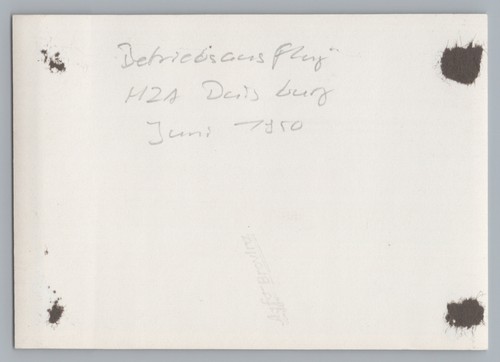 Betriebsausflug
HZA Duisburg
Juni 1950